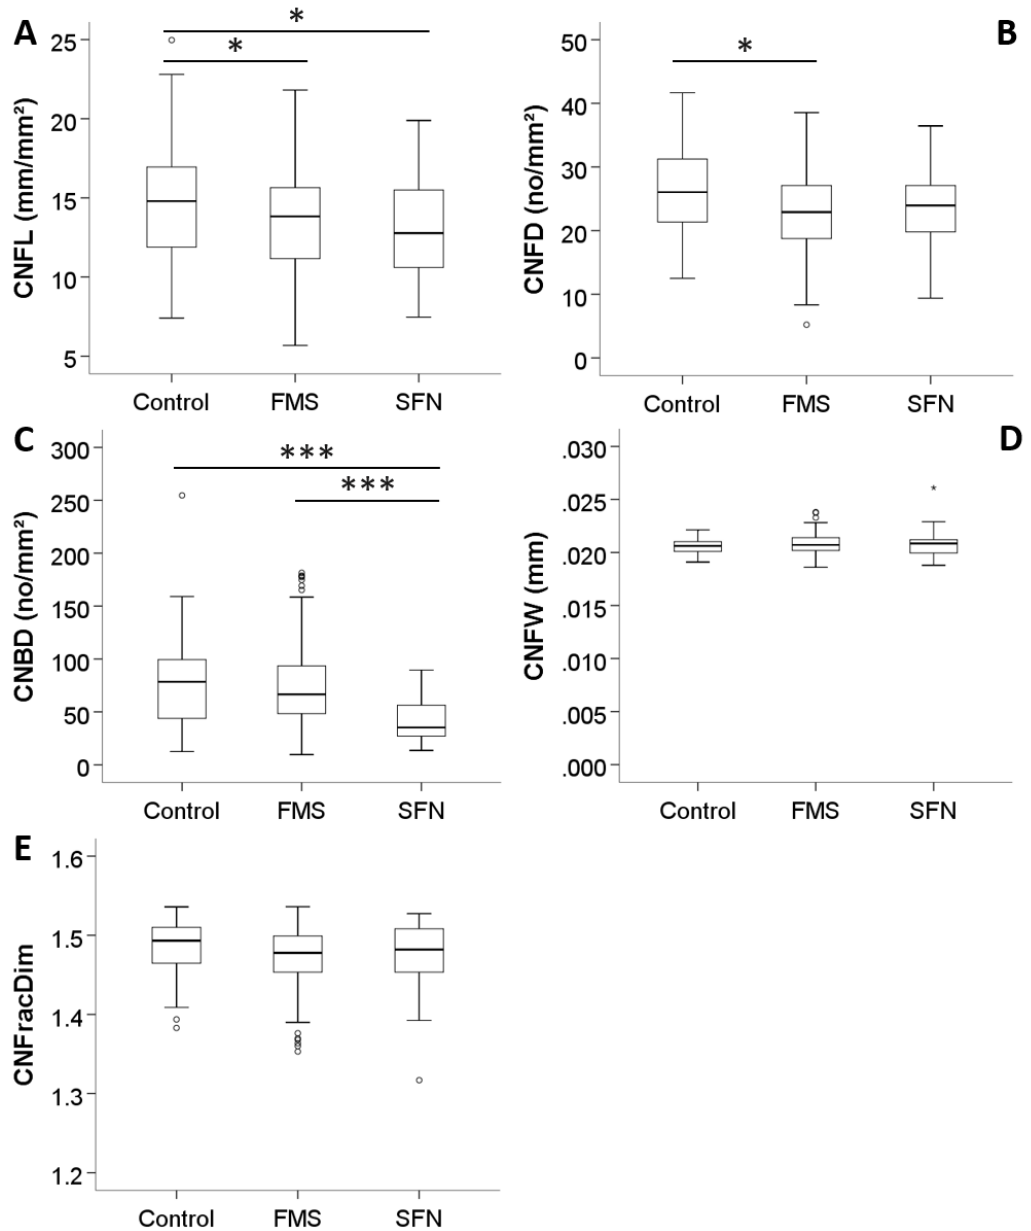 A
*
*
25
20
15
10
5
CNFL (mm/mm²)
Control FMS SFN
B
*
50
40
30
20
10
0
CNFD (no/mm²)
Control FMS SFN
C
***
***
300
250
200
150
100
50
0
CNBD (no/mm²)
Control FMS SFN
D
.030
.025
.020
.015
.010
.005
.000
CNFW (mm)
*
Control FMS SFN
E
1.6
1.5
1.4
1.3
1.2
CNFracDim
Control FMS SFN